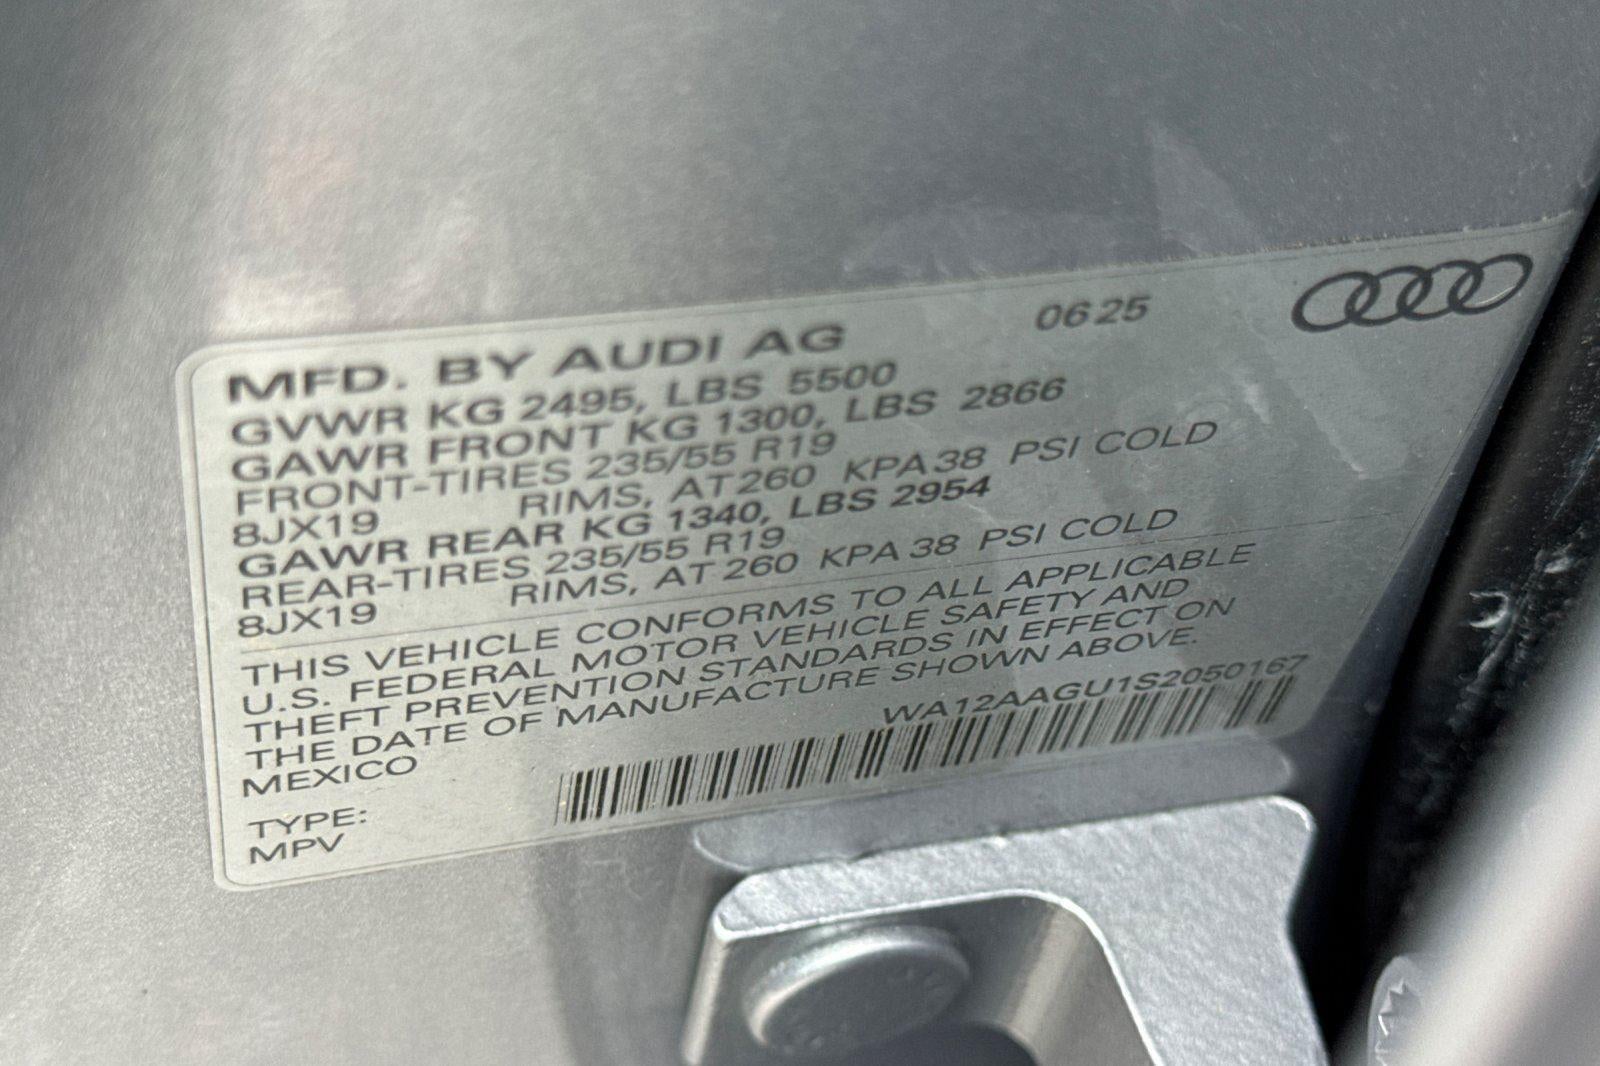 0625
MFD. BY AUDI AG
GVWR KG 2495, LBS 5500
GAWR FRONT KG 1300, LBS 2866
FRONT-TIRES 235/55 R19
8JX19 RIMS, AT 260 KPA 38 PSI COLD
GAWR REAR KG 1340, LBS 2954
REAR-TIRES 235/55 R19
8JX19 RIMS, AT 260 KPA 38 PSI COLD
THIS VEHICLE CONFORMS TO ALL APPLICABLE
U.S. FEDERAL MOTOR VEHICLE SAFETY AND
THEFT PREVENTION STANDARDS IN EFFECT ON
THE DATE OF MANUFACTURE SHOWN ABOVE.
MEXICO
WA12AAGU1S2050167
TYPE:
MPV